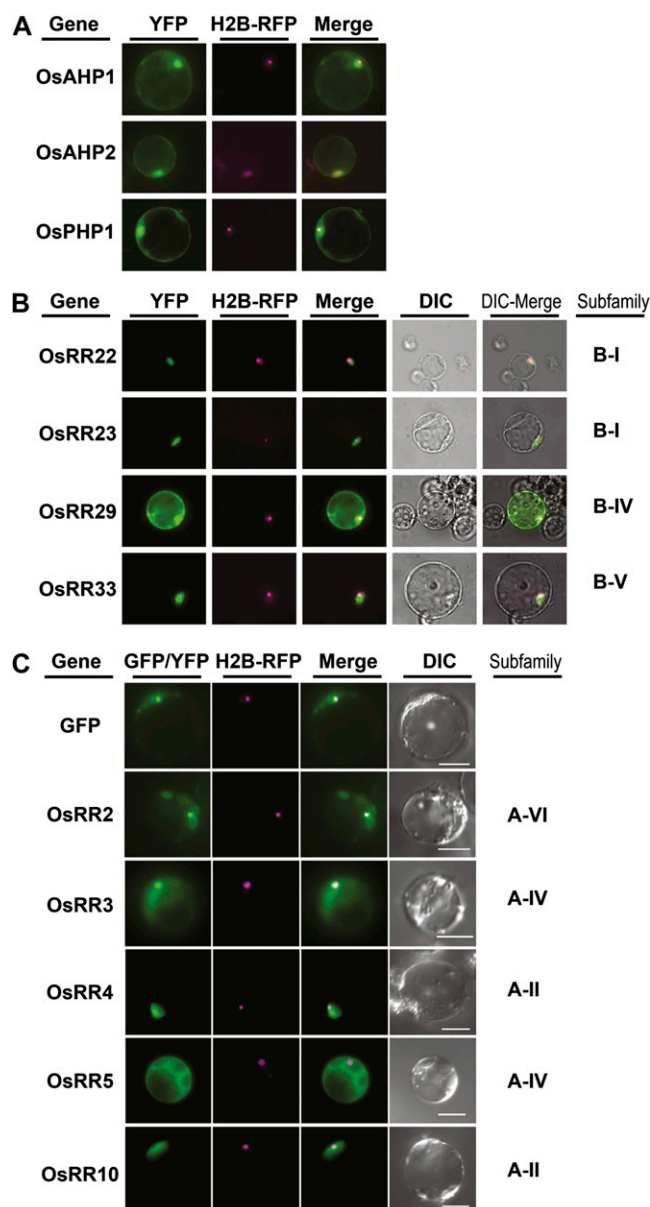 A
Gene YFP H2B-RFP Merge
OsAHP1
OsAHP2
OsPHP1
B
Gene YFP H2B-RFP Merge DIC DIC-Merge Subfamily
OsRR22 B-I
OsRR23 B-I
OsRR29 B-IV
OsRR33 B-V
C
Gene GFP/YFP H2B-RFP Merge DIC Subfamily
GFP
OsRR2 A-VI
OsRR3 A-IV
OsRR4 A-II
OsRR5 A-IV
OsRR10 A-II